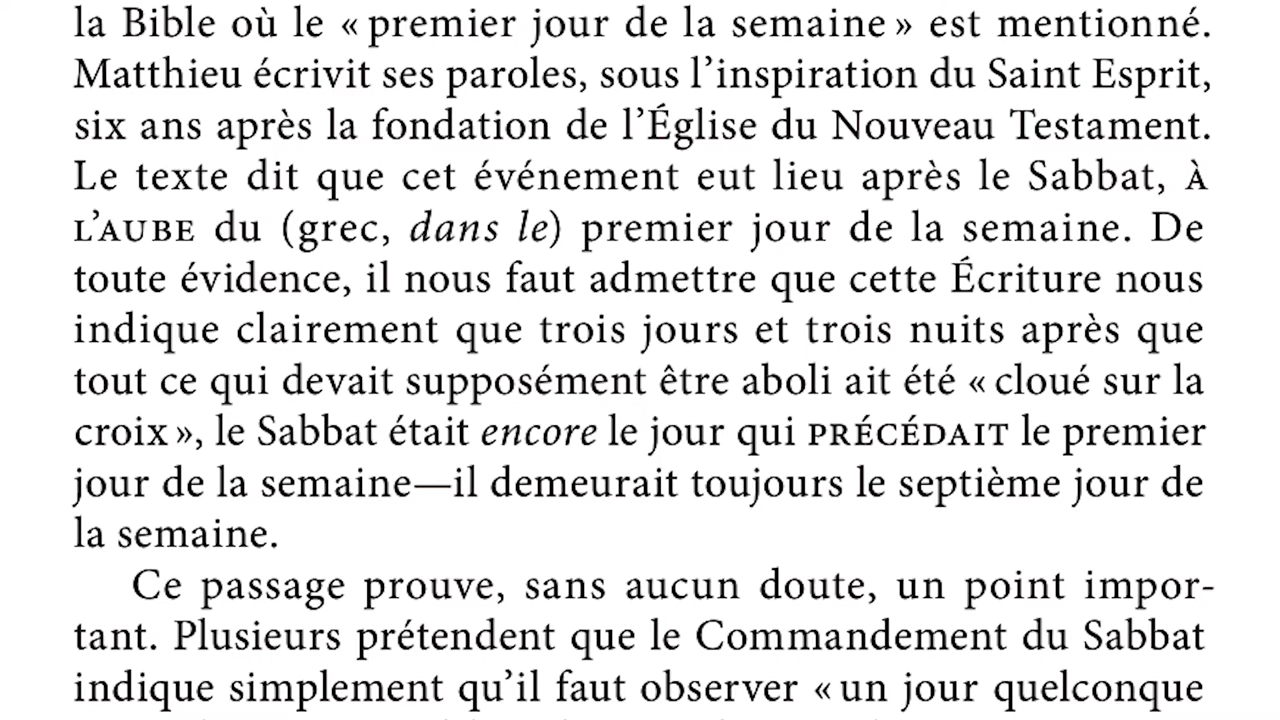 la Bible où le « premier jour de la semaine » est mentionné.
Matthieu écrivit ses paroles, sous l’inspiration du Saint Esprit,
six ans après la fondation de l’Église du Nouveau Testament.
Le texte dit que cet événement eut lieu après le Sabbat, À
L’AUBE du (grec, dans le) premier jour de la semaine. De
toute évidence, il nous faut admettre que cette Écriture nous
indique clairement que trois jours et trois nuits après que
tout ce qui devait supposément être aboli ait été « cloué sur la
croix », le Sabbat était encore le jour qui PRÉCÉDAIT le premier
jour de la semaine—il demeurait toujours le septième jour de
la semaine.
Ce passage prouve, sans aucun doute, un point impor-
tant. Plusieurs prétendent que le Commandement du Sabbat
indique simplement qu’il faut observer « un jour quelconque